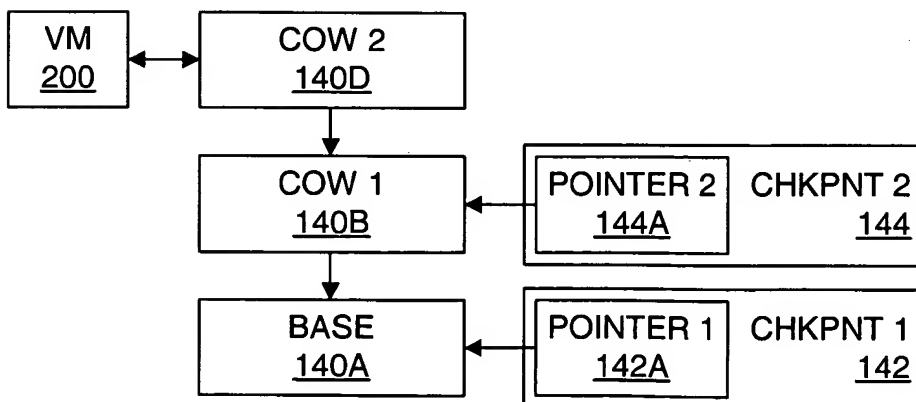 VM
200
COW 2
140D
COW 1
140B
POINTER 2
144A
CHKPNT 2
144
BASE
140A
POINTER 1
142A
CHKPNT 1
142